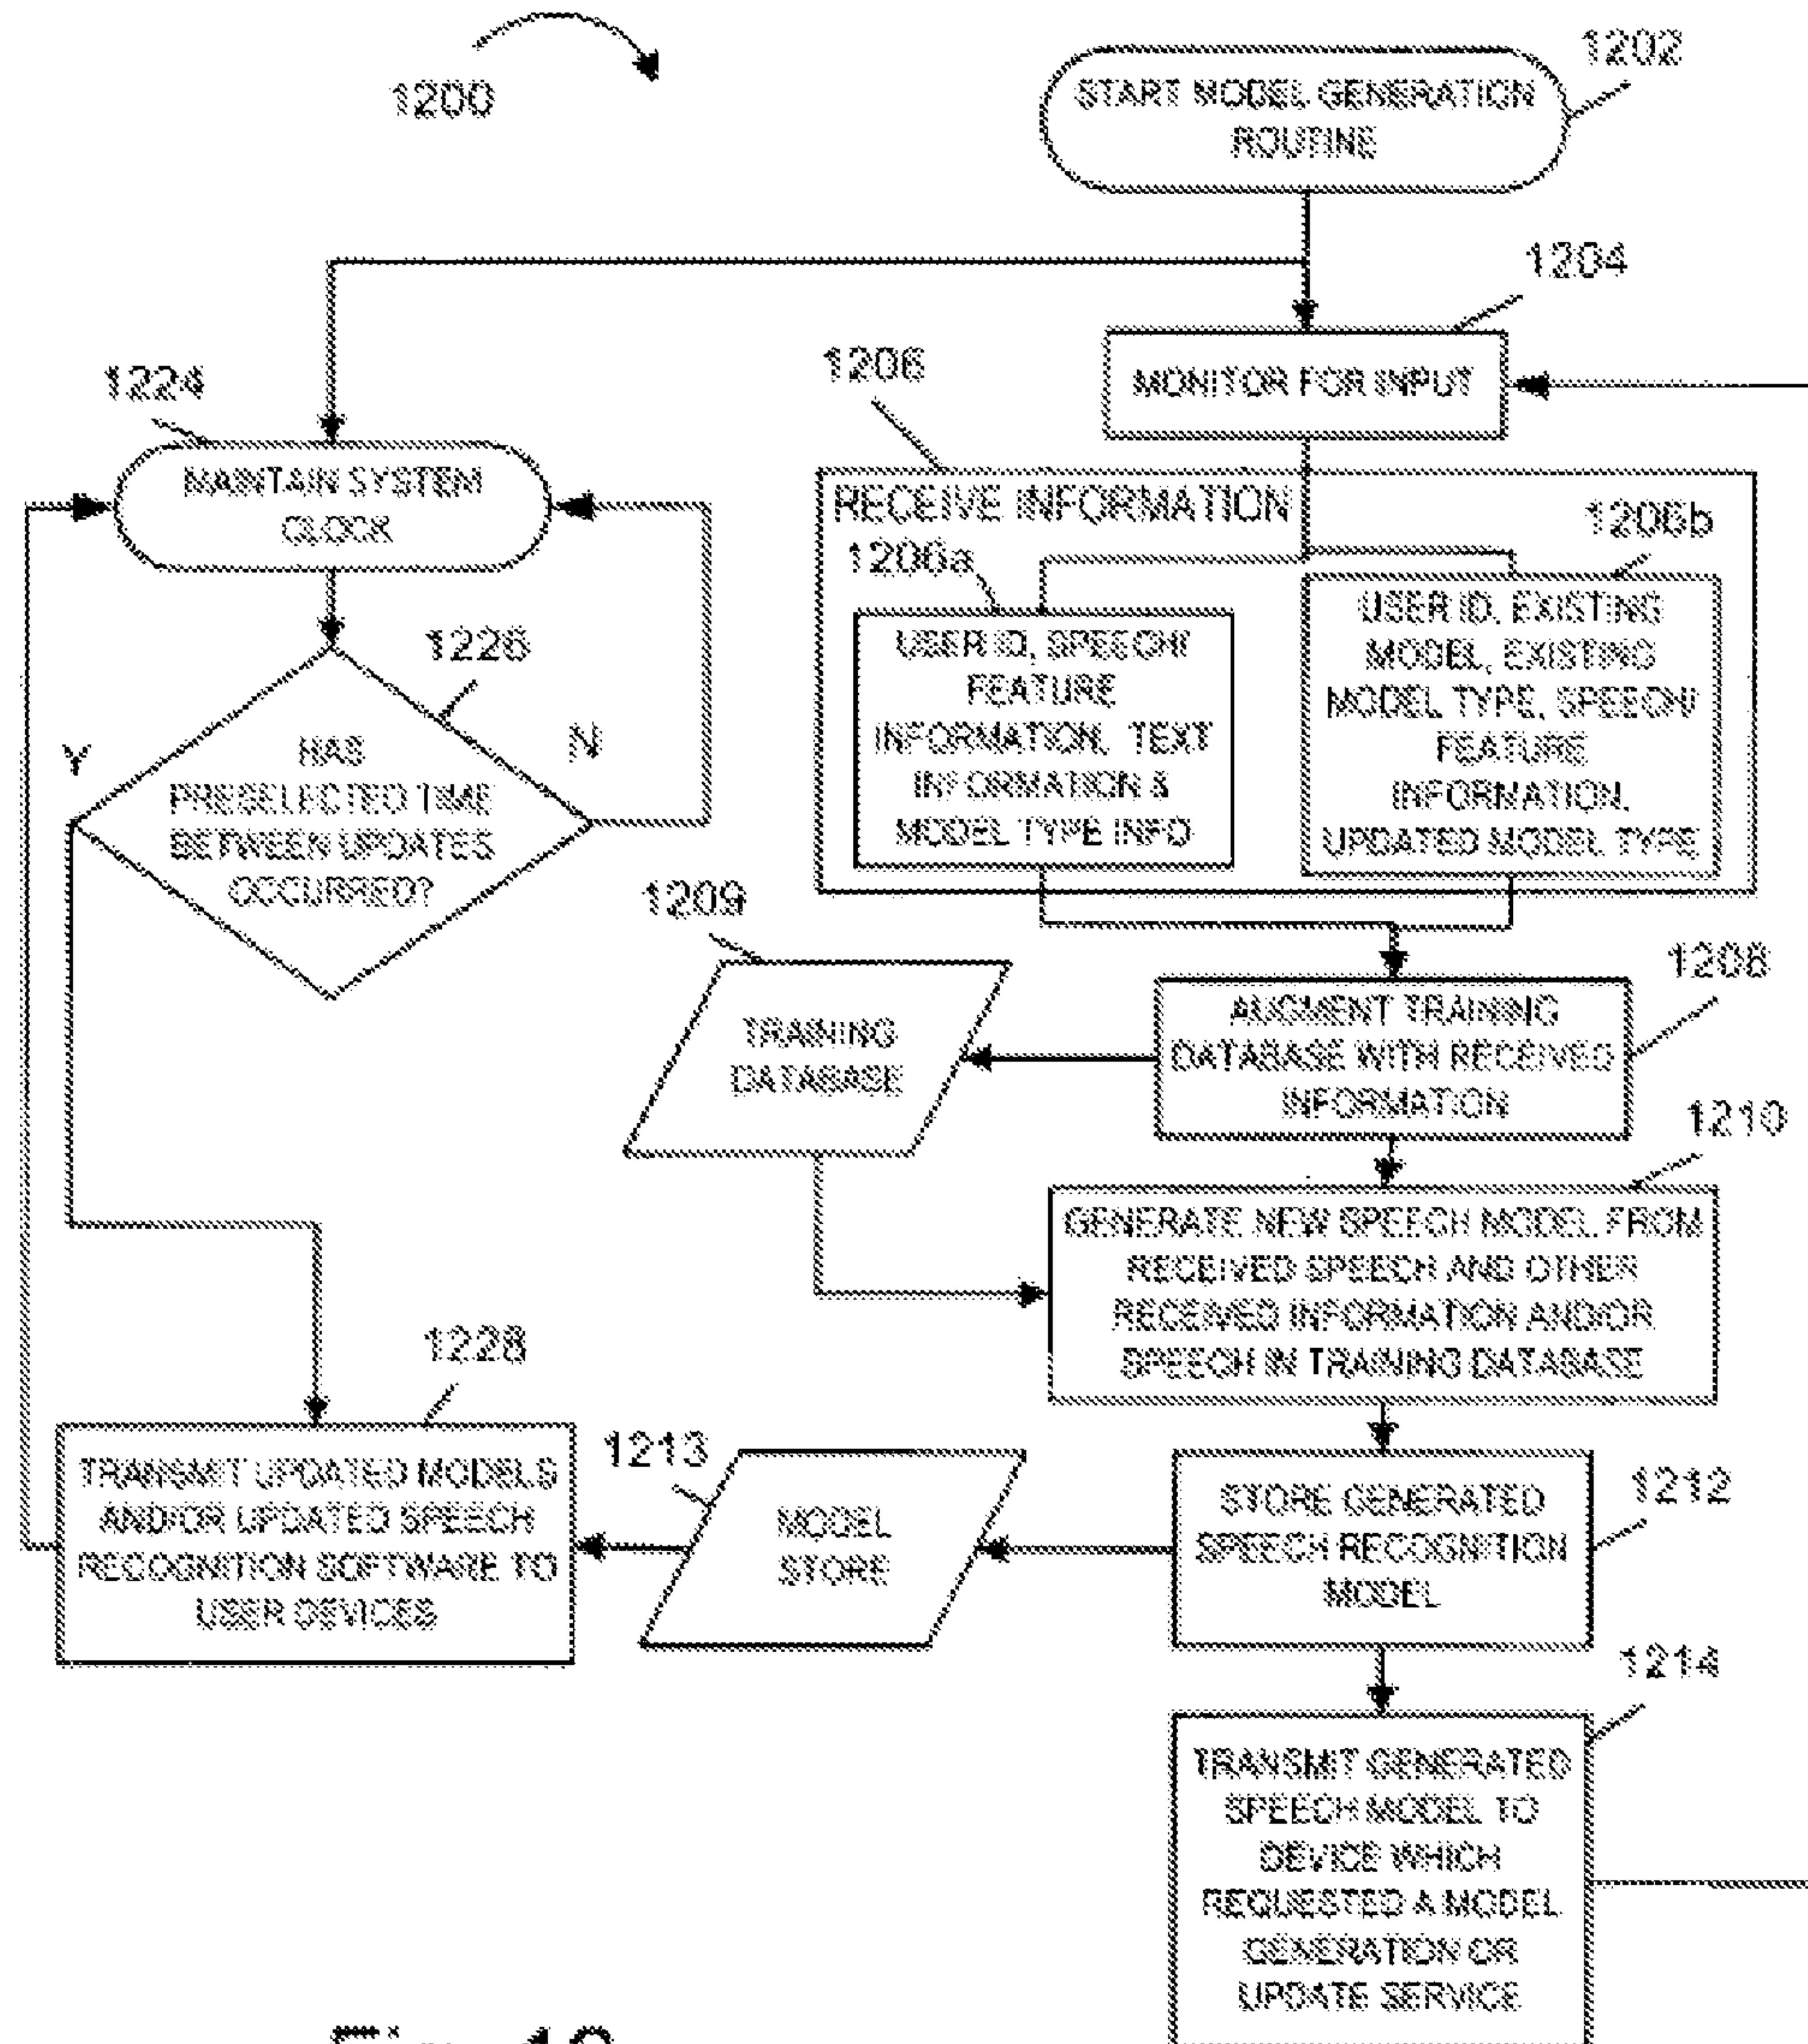 1200
1202
START MODEL GENERATION
ROUTINE
1204
MONITOR FOR INPUT
1224
MAINTAIN SYSTEM
CLOCK
1206
RECEIVE INFORMATION
1206a
USER ID, SPEECH/
FEATURE
INFORMATION, TEXT
INFORMATION &
MODEL TYPE INFO
1206b
USER ID, EXISTING
MODEL, EXISTING
MODEL TYPE, SPEECH/
FEATURE
INFORMATION,
UPDATED MODEL TYPE
1226
Y
N
HAS
PRESELECTED TIME
BETWEEN UPDATES
OCCURRED?
1209
TRAINING
DATABASE
1208
AUGMENT TRAINING
DATABASE WITH RECEIVED
INFORMATION
1210
GENERATE NEW SPEECH MODEL FROM
RECEIVED SPEECH AND OTHER
RECEIVED INFORMATION AND/OR
SPEECH IN TRAINING DATABASE
1228
TRANSMIT UPDATED MODELS
AND/OR UPDATED SPEECH
RECOGNITION SOFTWARE TO
USER DEVICES
1213
MODEL
STORE
1212
STORE GENERATED
SPEECH RECOGNITION
MODEL
1214
TRANSMIT GENERATED
SPEECH MODEL TO
DEVICE WHICH
REQUESTED A MODEL
GENERATION OR
UPDATE SERVICE